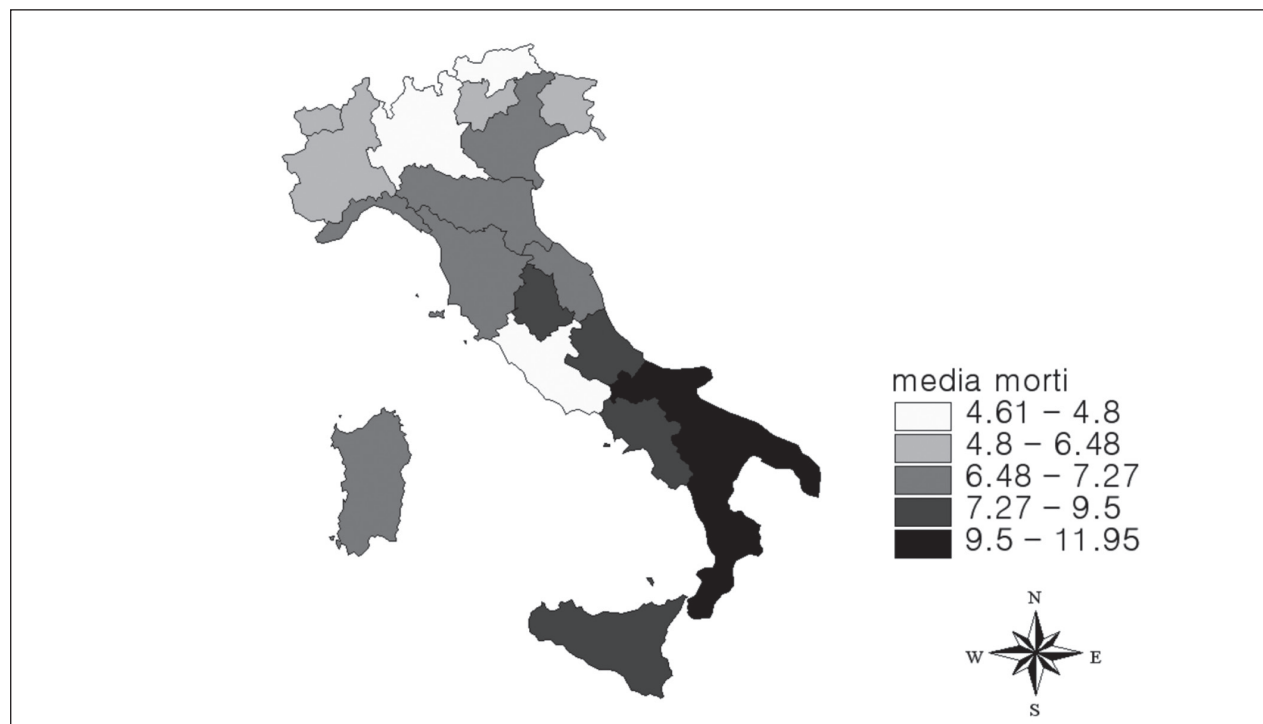 media morti
4.61 – 4.8
4.8 – 6.48
6.48 – 7.27
7.27 – 9.5
9.5 – 11.95
N
W E
S